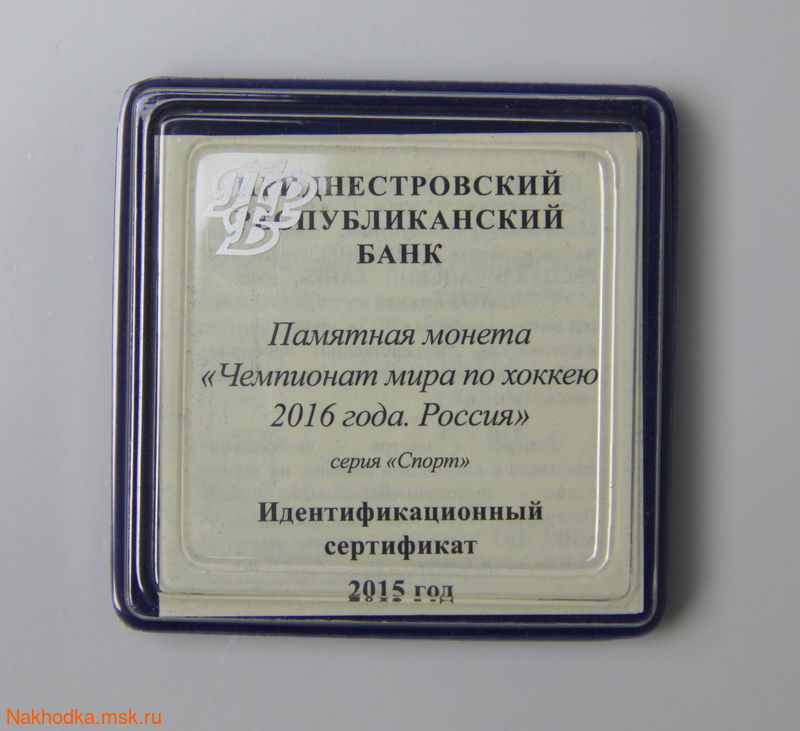 ПРИДНЕСТРОВСКИЙ
РЕСПУБЛИКАНСКИЙ
БАНК
Памятная монета
«Чемпионат мира по хоккею
2016 года. Россия»
серия «Спорт»
Идентификационный
сертификат
2015 год
Nakhodka.msk.ru